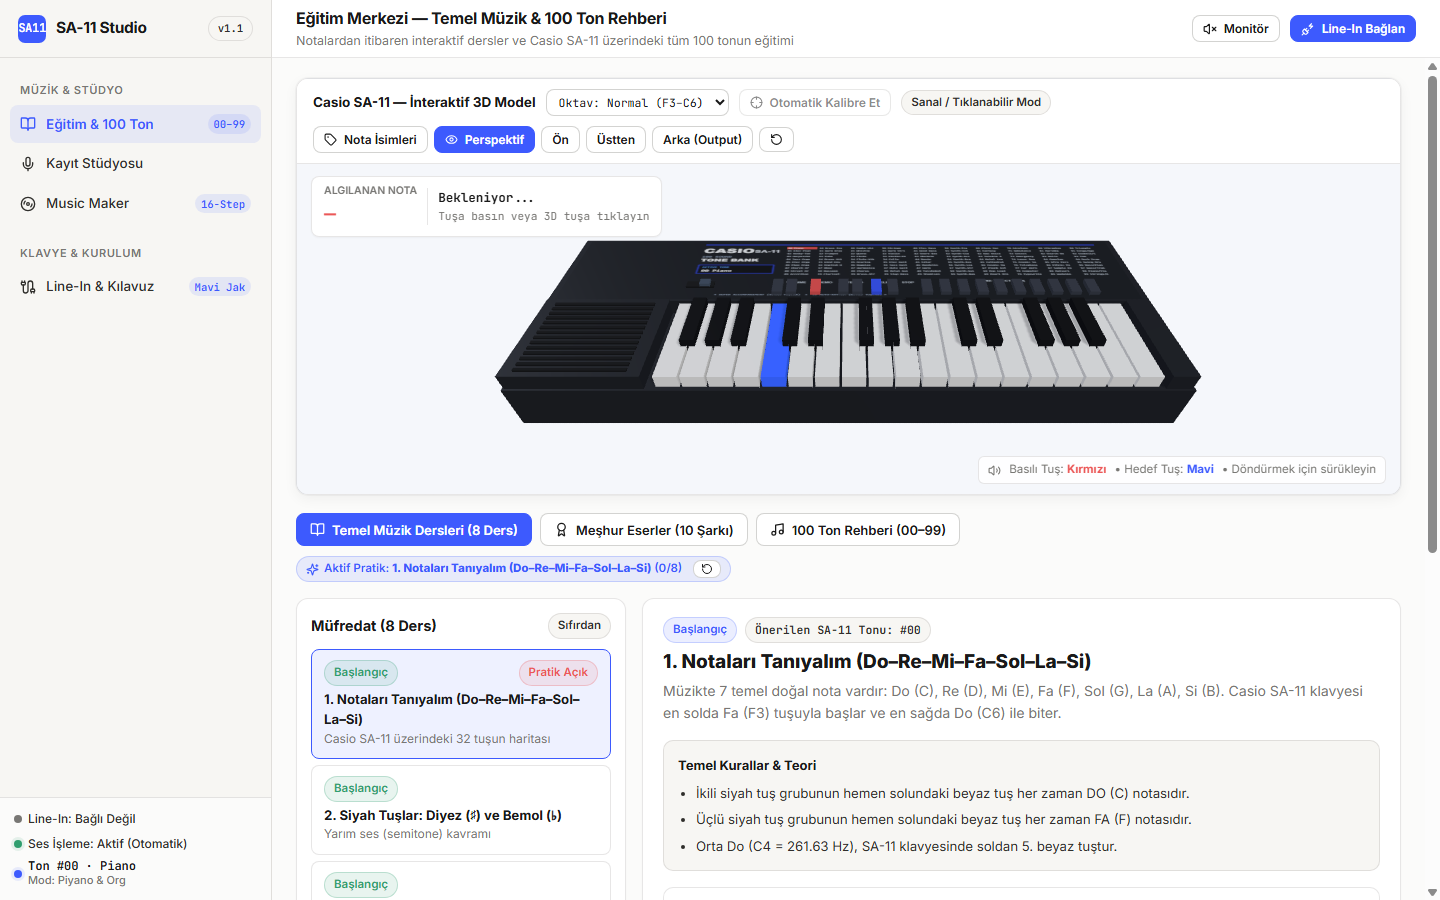 SA11
SA-11 Studio
v1.1
MÜZİK & STÜDYO
Eğitim & 100 Ton
00–99
Kayıt Stüdyosu
Music Maker
16-Step
KLAVYE & KURULUM
Line-In & Kılavuz
Mavi Jak
Line-In: Bağlı Değil
Ses İşleme: Aktif (Otomatik)
Ton #00 · Piano
Mod: Piyano & Org
Eğitim Merkezi — Temel Müzik & 100 Ton Rehberi
Notalardan itibaren interaktif dersler ve Casio SA-11 üzerindeki tüm 100 tonun eğitimi
Monitör
Line-In Bağlan
Casio SA-11 — İnteraktif 3D Model
Oktav: Normal (F3–C6)
Otomatik Kalibre Et
Sanal / Tıklanabilir Mod
Nota İsimleri
Perspektif
Ön
Üstten
Arka (Output)
ALGILANAN NOTA
—
Bekleniyor...
Tuşa basın veya 3D tuşa tıklayın
CASIO SA-11
TONE BANK
00 Piano
Basılı Tuş: Kırmızı • Hedef Tuş: Mavi • Döndürmek için sürükleyin
Temel Müzik Dersleri (8 Ders)
Meşhur Eserler (10 Şarkı)
100 Ton Rehberi (00–99)
Aktif Pratik: 1. Notaları Tanıyalım (Do–Re–Mi–Fa–Sol–La–Si) (0/8)
Müfredat (8 Ders)
Sıfırdan
Başlangıç
Pratik Açık
1. Notaları Tanıyalım (Do–Re–Mi–Fa–Sol–
La–Si)
Casio SA-11 üzerindeki 32 tuşun haritası
Başlangıç
2. Siyah Tuşlar: Diyez (♯) ve Bemol (♭)
Yarım ses (semitone) kavramı
Başlangıç
Başlangıç
Önerilen SA-11 Tonu: #00
1. Notaları Tanıyalım (Do–Re–Mi–Fa–Sol–La–Si)
Müzikte 7 temel doğal nota vardır: Do (C), Re (D), Mi (E), Fa (F), Sol (G), La (A), Si (B). Casio SA-11 klavyesi
en solda Fa (F3) tuşuyla başlar ve en sağda Do (C6) ile biter.
Temel Kurallar & Teori
• İkili siyah tuş grubunun hemen solundaki beyaz tuş her zaman DO (C) notasıdır.
• Üçlü siyah tuş grubunun hemen solundaki beyaz tuş her zaman FA (F) notasıdır.
• Orta Do (C4 = 261.63 Hz), SA-11 klavyesinde soldan 5. beyaz tuştur.